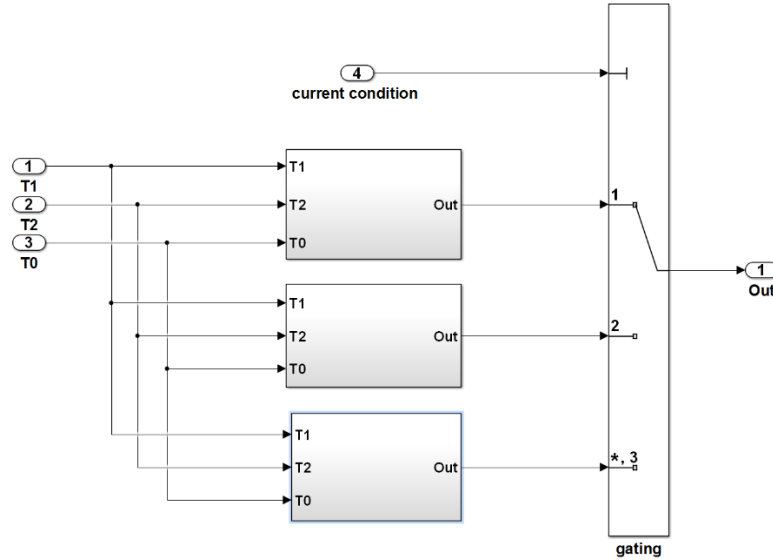 4
current condition
1
T1
2
T2
3
T0
T1
T2
T0
Out
T1
T2
T0
Out
T1
T2
T0
Out
1
2
*, 3
gating
1
Out